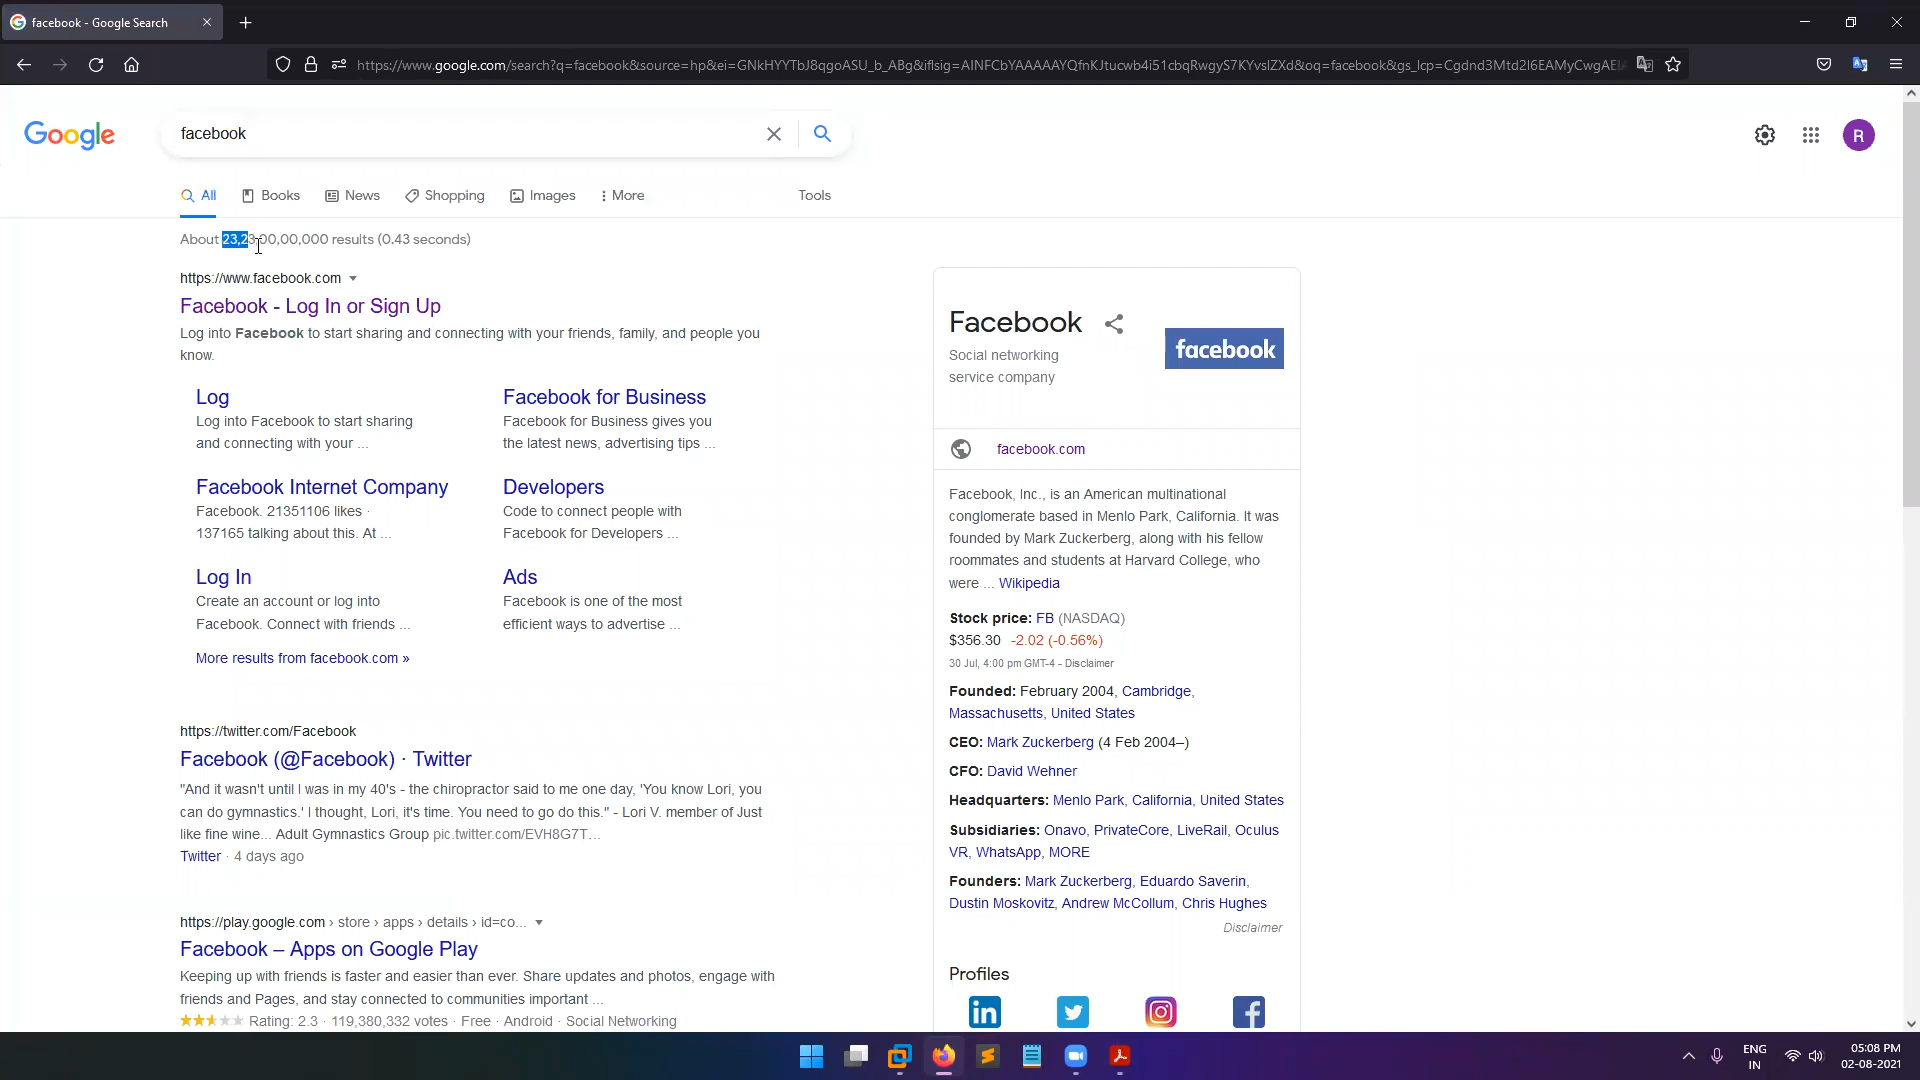 facebook - Google Search
https://www.google.com/search?q=facebook&source=hp&ei=GNkHYYTbJ8qgoASU_b_ABg&iflsig=AINFCbYAAAAAYQfnKJtucwb4i51cbqRwgyS7KYvslZXd&oq=facebook&gs_lcp=Cgdnd3Mtd2l6EAMyCwgAE
Google
facebook
R
All Books News Shopping Images More Tools
About 23,23,00,00,000 results (0.43 seconds)
https://www.facebook.com
Facebook - Log In or Sign Up
Log into Facebook to start sharing and connecting with your friends, family, and people you
know.
Log
Log into Facebook to start sharing
and connecting with your ...
Facebook for Business
Facebook for Business gives you
the latest news, advertising tips ...
Facebook Internet Company
Facebook. 21351106 likes ·
137165 talking about this. At ...
Developers
Code to connect people with
Facebook for Developers ...
Log In
Create an account or log into
Facebook. Connect with friends ...
Ads
Facebook is one of the most
efficient ways to advertise ...
More results from facebook.com »
https://twitter.com/Facebook
Facebook (@Facebook) · Twitter
"And it wasn't until I was in my 40's - the chiropractor said to me one day, 'You know Lori, you
can do gymnastics.' I thought, Lori, it's time. You need to go do this." - Lori V. member of Just
like fine wine... Adult Gymnastics Group pic.twitter.com/EVH8G7T...
Twitter · 4 days ago
https://play.google.com › store › apps › details › id=co...
Facebook – Apps on Google Play
Keeping up with friends is faster and easier than ever. Share updates and photos, engage with
friends and Pages, and stay connected to communities important ...
Rating: 2.3 · 119,380,332 votes · Free · Android · Social Networking
Facebook
Social networking
service company
facebook
facebook.com
Facebook, Inc., is an American multinational
conglomerate based in Menlo Park, California. It was
founded by Mark Zuckerberg, along with his fellow
roommates and students at Harvard College, who
were ... Wikipedia
Stock price: FB (NASDAQ)
$356.30 -2.02 (-0.56%)
30 Jul, 4:00 pm GMT-4 - Disclaimer
Founded: February 2004, Cambridge,
Massachusetts, United States
CEO: Mark Zuckerberg (4 Feb 2004–)
CFO: David Wehner
Headquarters: Menlo Park, California, United States
Subsidiaries: Onavo, PrivateCore, LiveRail, Oculus
VR, WhatsApp, MORE
Founders: Mark Zuckerberg, Eduardo Saverin,
Dustin Moskovitz, Andrew McCollum, Chris Hughes
Disclaimer
Profiles
ENG
IN
05:08 PM
02-08-2021